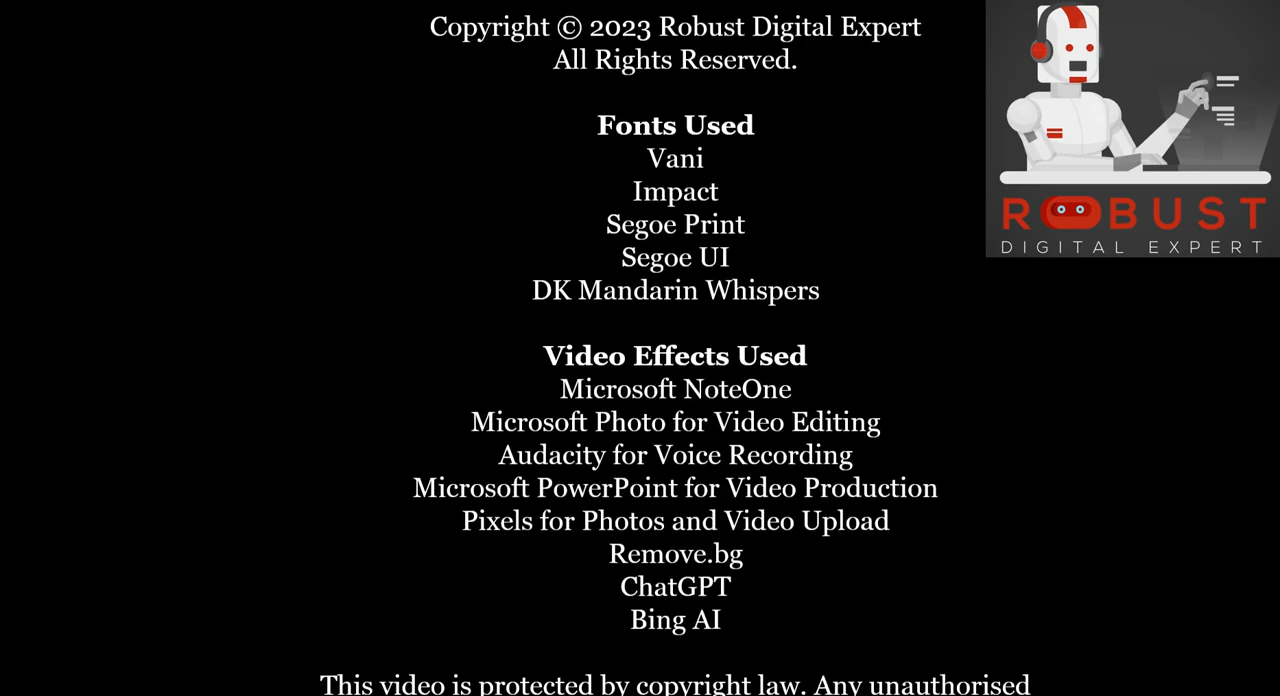 Copyright © 2023 Robust Digital Expert
All Rights Reserved.
Fonts Used
Vani
Impact
Segoe Print
Segoe UI
DK Mandarin Whispers
Video Effects Used
Microsoft NoteOne
Microsoft Photo for Video Editing
Audacity for Voice Recording
Microsoft PowerPoint for Video Production
Pixels for Photos and Video Upload
Remove.bg
ChatGPT
Bing AI
This video is protected by copyright law. Any unauthorised
ROBUST
DIGITAL EXPERT